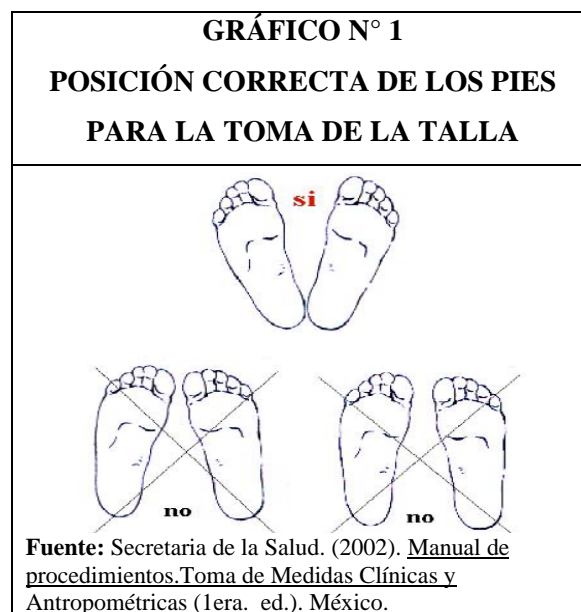 GRÁFICO N° 1
POSICIÓN CORRECTA DE LOS PIES
PARA LA TOMA DE LA TALLA
si
no
no
Fuente: Secretaria de la Salud. (2002). Manual de
procedimientos.Toma de Medidas Clínicas y
Antropométricas (1era. ed.). México.